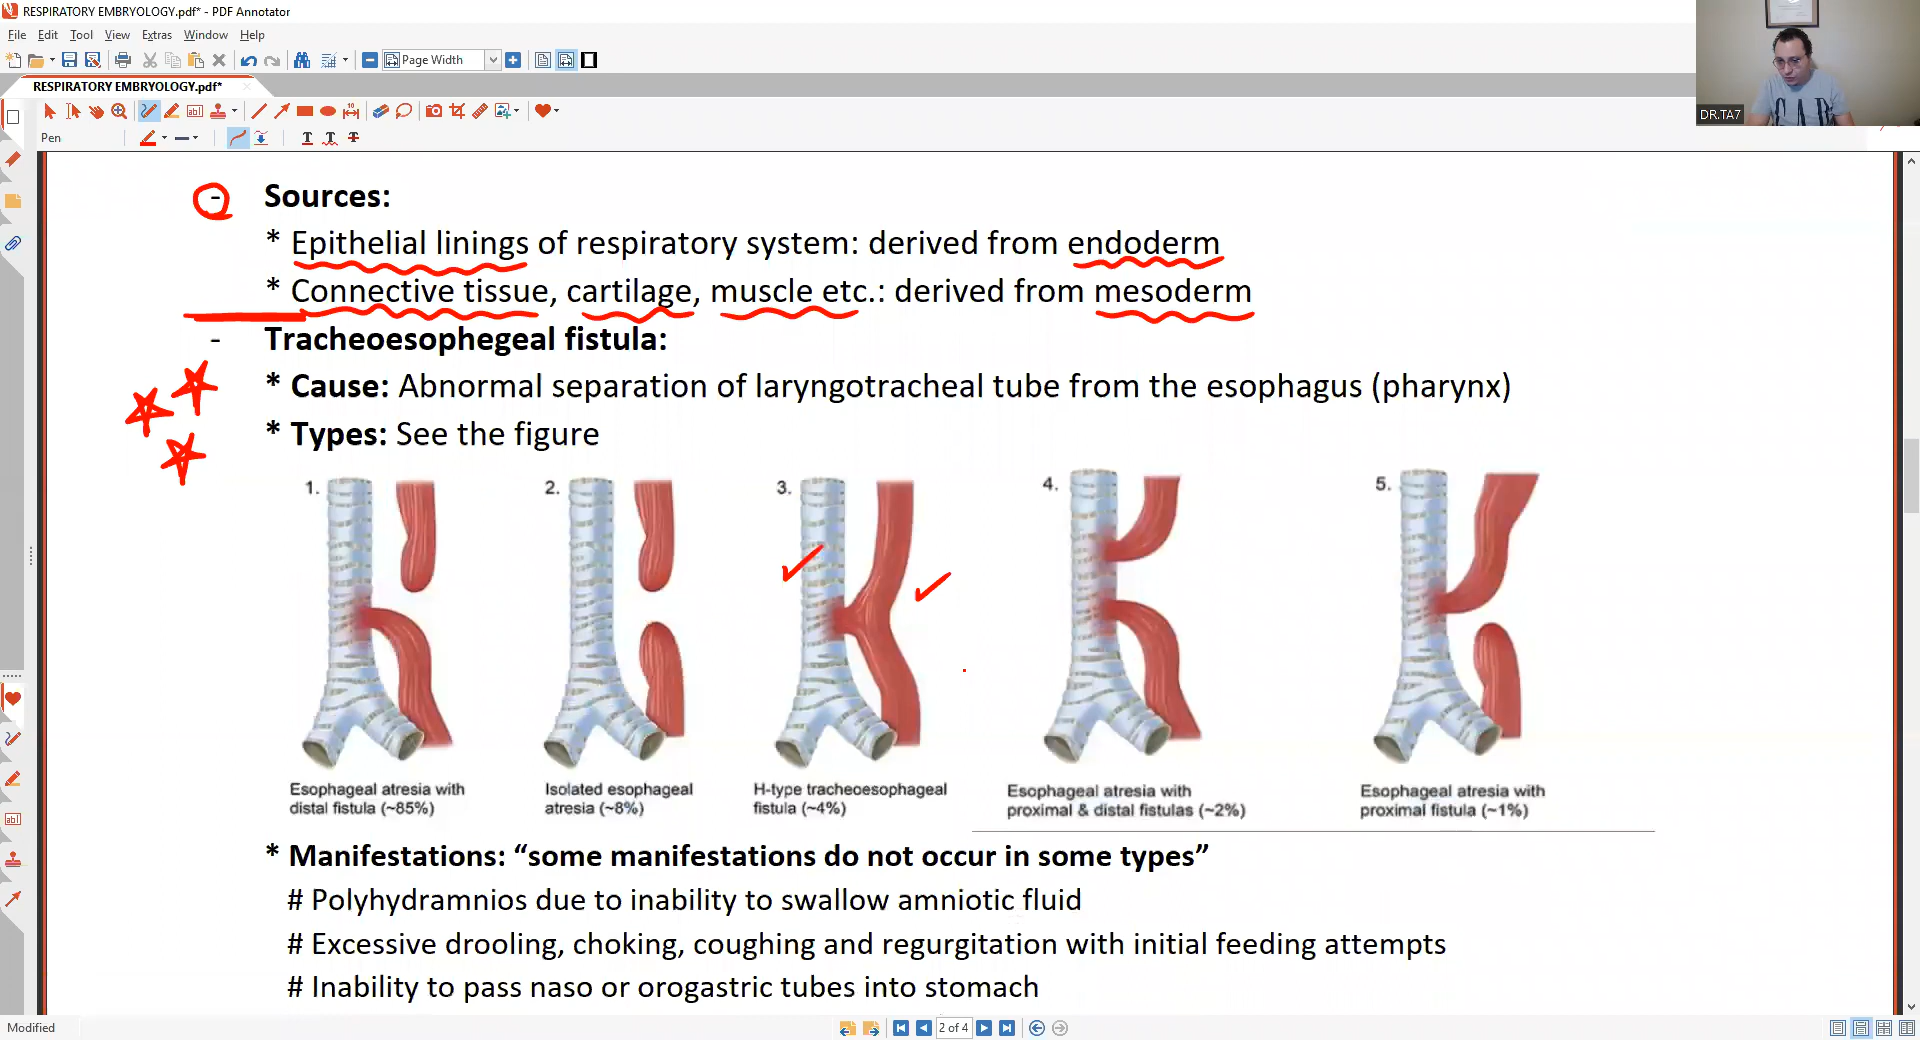 RESPIRATORY EMBRYOLOGY.pdf* - PDF Annotator
File Edit Tool View Extras Window Help
Page Width
RESPIRATORY EMBRYOLOGY.pdf*
DR.TA7
Pen
- Sources:
* Epithelial linings of respiratory system: derived from endoderm
* Connective tissue, cartilage, muscle etc.: derived from mesoderm
- Tracheoesophegeal fistula:
* Cause: Abnormal separation of laryngotracheal tube from the esophagus (pharynx)
* Types: See the figure
1. 2. 3. 4. 5.
Esophageal atresia with
distal fistula (~85%)
Isolated esophageal
atresia (~8%)
H-type tracheoesophageal
fistula (~4%)
Esophageal atresia with
proximal & distal fistulas (~2%)
Esophageal atresia with
proximal fistula (~1%)
* Manifestations: “some manifestations do not occur in some types”
# Polyhydramnios due to inability to swallow amniotic fluid
# Excessive drooling, choking, coughing and regurgitation with initial feeding attempts
# Inability to pass naso or orogastric tubes into stomach
Modified
2 of 4